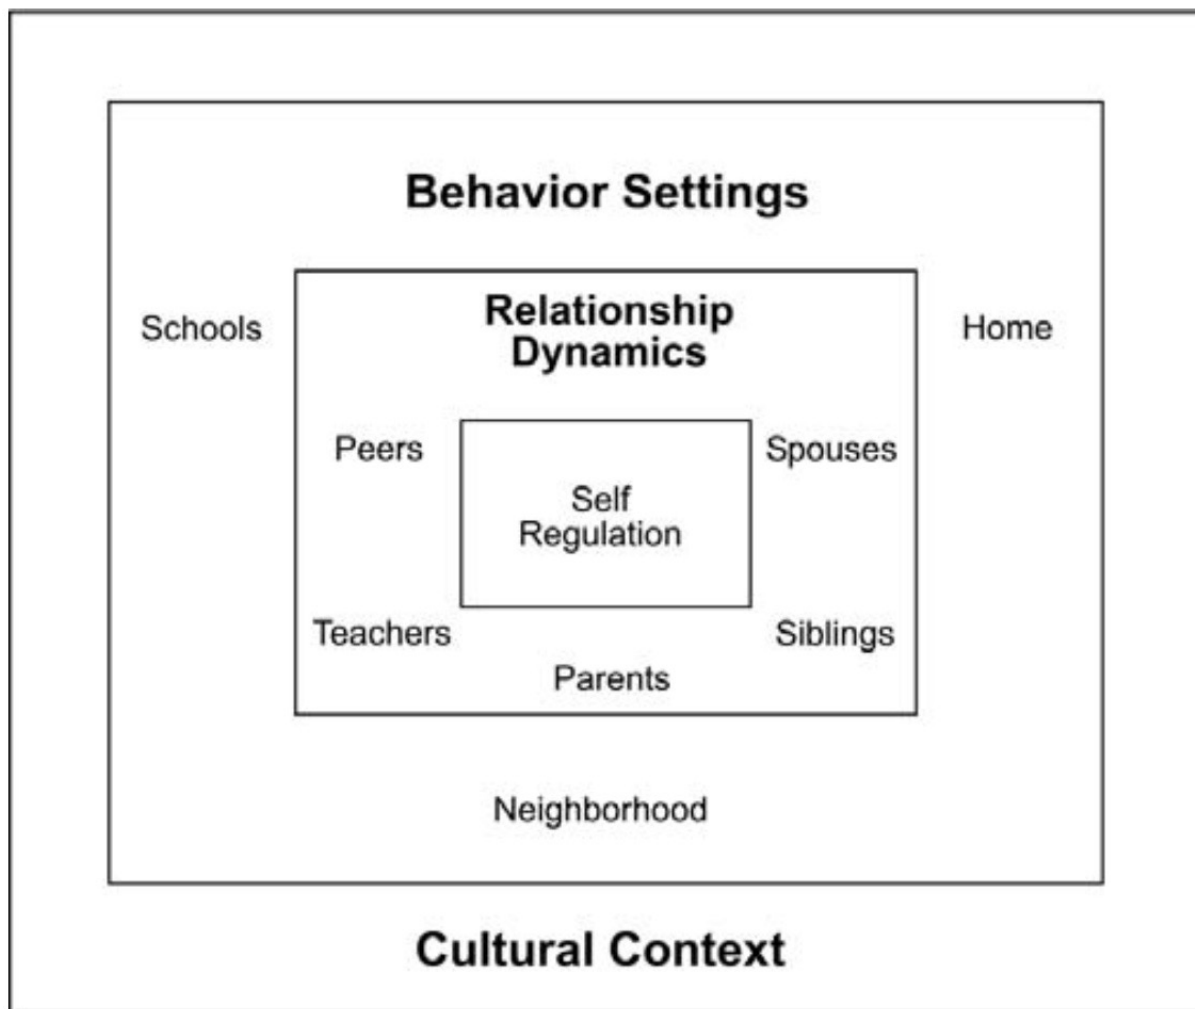 Behavior Settings
Schools
Relationship
Dynamics
Home
Peers
Spouses
Self
Regulation
Teachers
Siblings
Parents
Neighborhood
Cultural Context